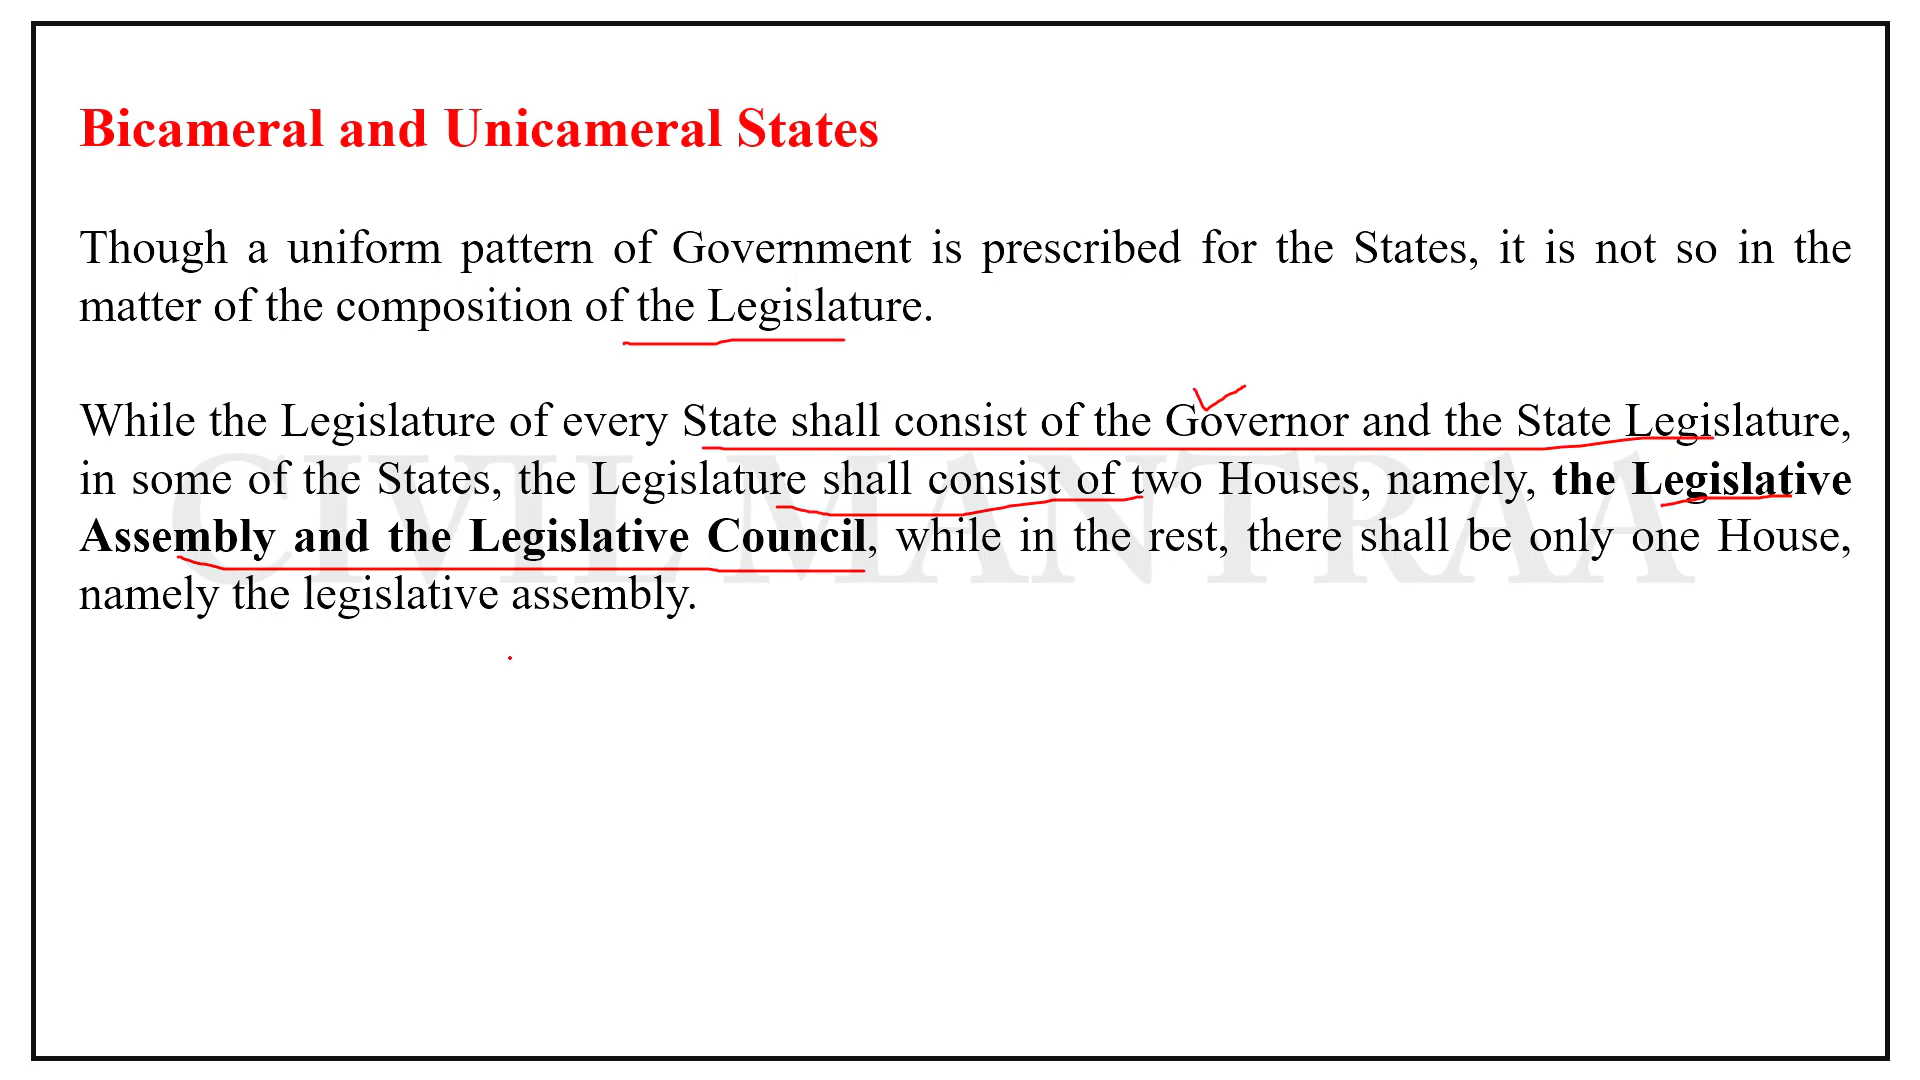 Bicameral and Unicameral States
Though a uniform pattern of Government is prescribed for the States, it is not so in the
matter of the composition of the Legislature.
While the Legislature of every State shall consist of the Governor and the State Legislature,
in some of the States, the Legislature shall consist of two Houses, namely, the Legislative
Assembly and the Legislative Council, while in the rest, there shall be only one House,
namely the legislative assembly.
CIVIL MANTRAA